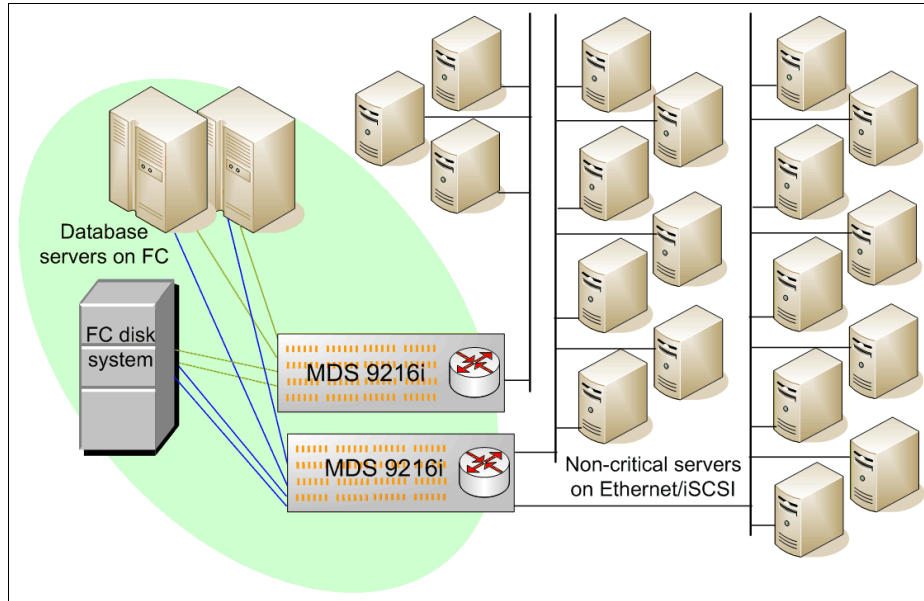 Database
servers on FC
FC disk
system
MDS 9216i
MDS 9216i
Non-critical servers
on Ethernet/iSCSI